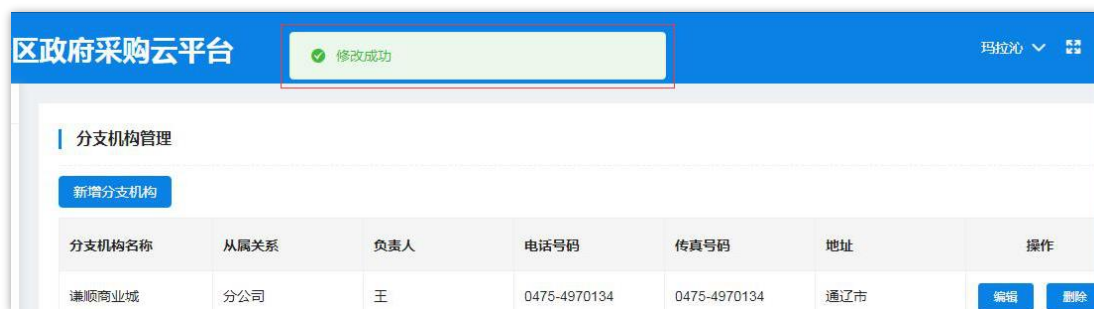 区政府采购云平台
修改成功
玛拉沁
分支机构管理
新增分支机构
分支机构名称 从属关系 负责人 电话号码 传真号码 地址 操作
谦顺商业城 分公司 王 0475-4970134 0475-4970134 通辽市 编辑 删除